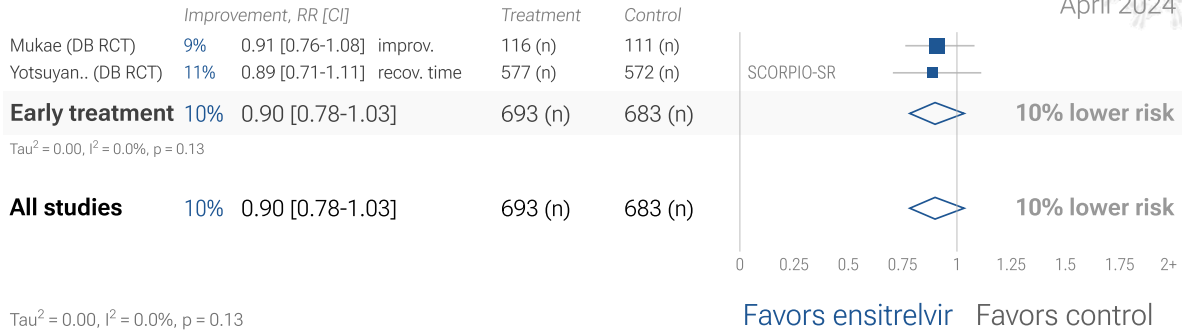 April 2024
Improvement, RR [CI] Treatment Control
Mukae (DB RCT) 9% 0.91 [0.76-1.08] improv. 116 (n) 111 (n)
Yotsuyan.. (DB RCT) 11% 0.89 [0.71-1.11] recov. time 577 (n) 572 (n) SCORPIO-SR
Early treatment 10% 0.90 [0.78-1.03] 693 (n) 683 (n) 10% lower risk
Tau² = 0.00, I² = 0.0%, p = 0.13
All studies 10% 0.90 [0.78-1.03] 693 (n) 683 (n) 10% lower risk
0 0.25 0.5 0.75 1 1.25 1.5 1.75 2+
Tau² = 0.00, I² = 0.0%, p = 0.13 Favors ensitrelvir Favors control